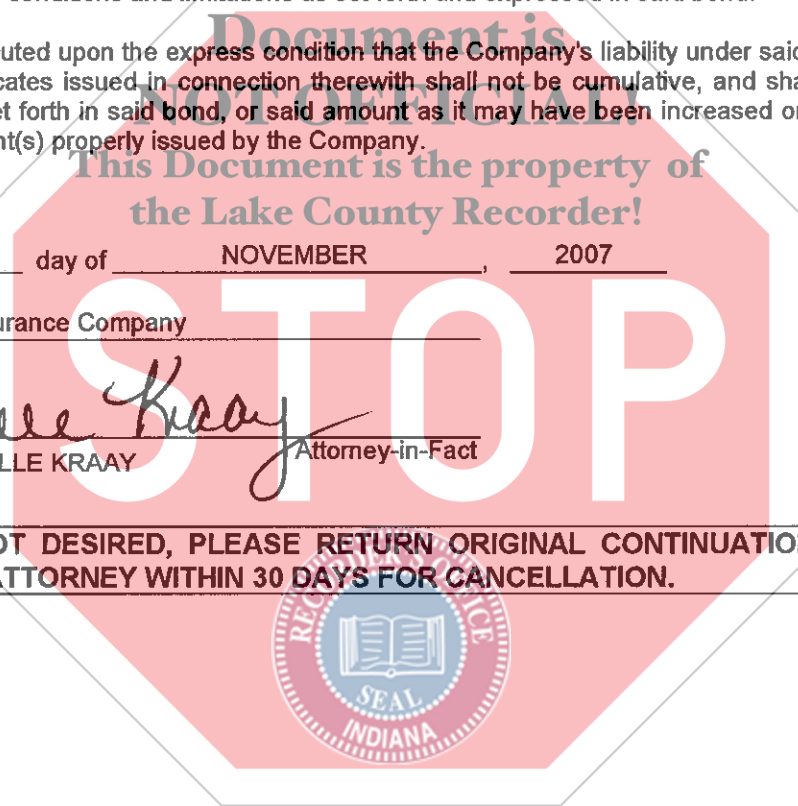 conditions and limitations as set forth and expressed in said bond.
Document is
uted upon the express condition that the Company's liability under said
cates issued in connection therewith shall not be cumulative, and sha
NOT OFFICIAL!
et forth in said bond, or said amount as it may have been increased or
nt(s) properly issued by the Company.
This Document is the property of
the Lake County Recorder!
day of NOVEMBER , 2007
STOP
urance Company
elle Kraay
LLE KRAAY Attorney-in-Fact
OT DESIRED, PLEASE RETURN ORIGINAL CONTINUATIO
ATTORNEY WITHIN 30 DAYS FOR CANCELLATION.
RECORDER'S OFFICE
SEAL
INDIANA